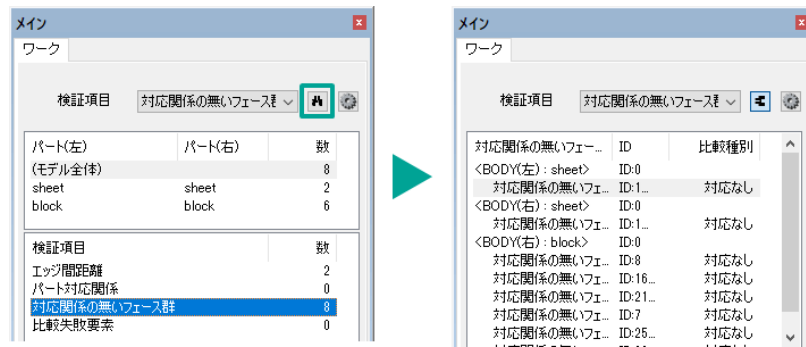 メイン
ワーク
検証項目 対応関係の無いフェース
パート(左) パート(右) 数
(モデル全体) 8
sheet sheet 2
block block 6
検証項目 数
エッジ間距離 2
パート対応関係 0
対応関係の無いフェース群 8
比較失敗要素 0
メイン
ワーク
検証項目 対応関係の無いフェース
対応関係の無いフェー... ID 比較種別
<BODY(左) : sheet> ID:0
対応関係の無いフェ... ID:1... 対応なし
<BODY(右) : sheet> ID:0
対応関係の無いフェ... ID:1... 対応なし
<BODY(右) : block> ID:0
対応関係の無いフェ... ID:8 対応なし
対応関係の無いフェ... ID:16... 対応なし
対応関係の無いフェ... ID:21... 対応なし
対応関係の無いフェ... ID:7 対応なし
対応関係の無いフェ... ID:25... 対応なし